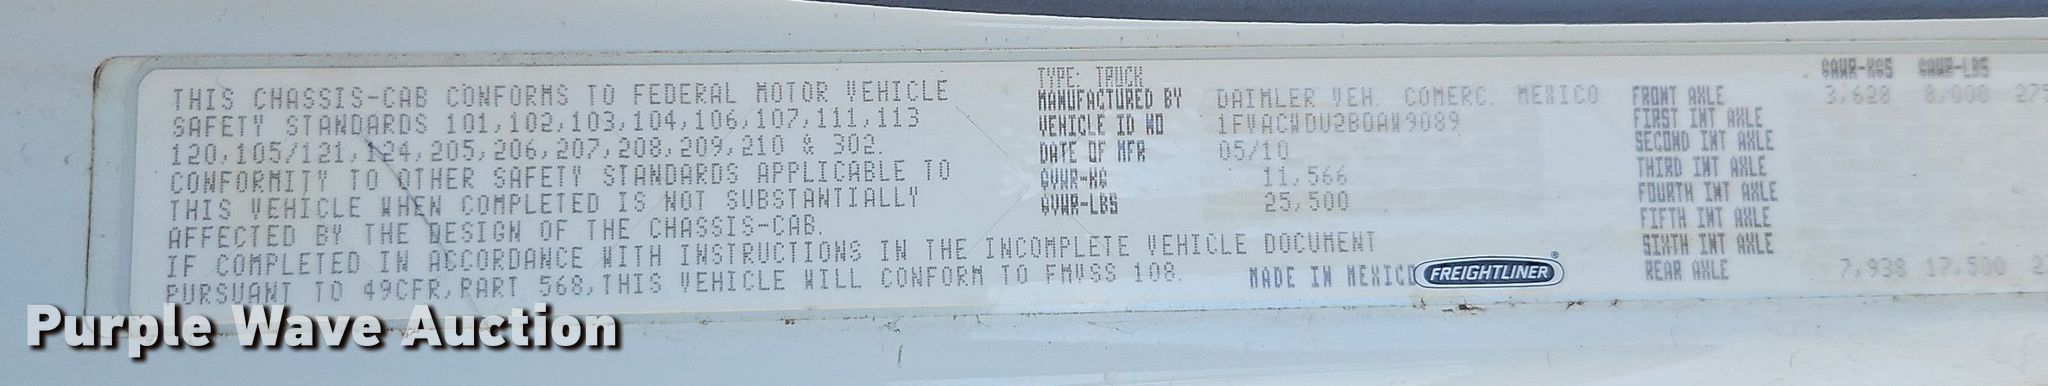 THIS CHASSIS-CAB CONFORMS TO FEDERAL MOTOR VEHICLE
SAFETY STANDARDS 101,102,103,104,106,107,111,113
120,105/121,124,205,206,207,208,209,210 & 302.
CONFORMITY TO OTHER SAFETY STANDARDS APPLICABLE TO
THIS VEHICLE WHEN COMPLETED IS NOT SUBSTANTIALLY
AFFECTED BY THE DESIGN OF THE CHASSIS-CAB.
IF COMPLETED IN ACCORDANCE WITH INSTRUCTIONS IN THE INCOMPLETE VEHICLE DOCUMENT
PURSUANT TO 49CFR,PART 568,THIS VEHICLE WILL CONFORM TO FMVSS 108.
TYPE: TRUCK
MANUFACTURED BY DAIMLER VEH. COMERC. MEXICO
VEHICLE ID NO 1FVACWDU2BDAW9089
DATE OF MFR 05/10
GVWR-KG 11,566
GVWR-LBS 25,500
MADE IN MEXICO FREIGHTLINER ®
GAWR-KGS GAWR-LBS
FRONT AXLE 3,628 8,000 275
FIRST INT AXLE
SECOND INT AXLE
THIRD INT AXLE
FOURTH INT AXLE
FIFTH INT AXLE
SIXTH INT AXLE
REAR AXLE 7,938 17,500
Purple Wave Auction